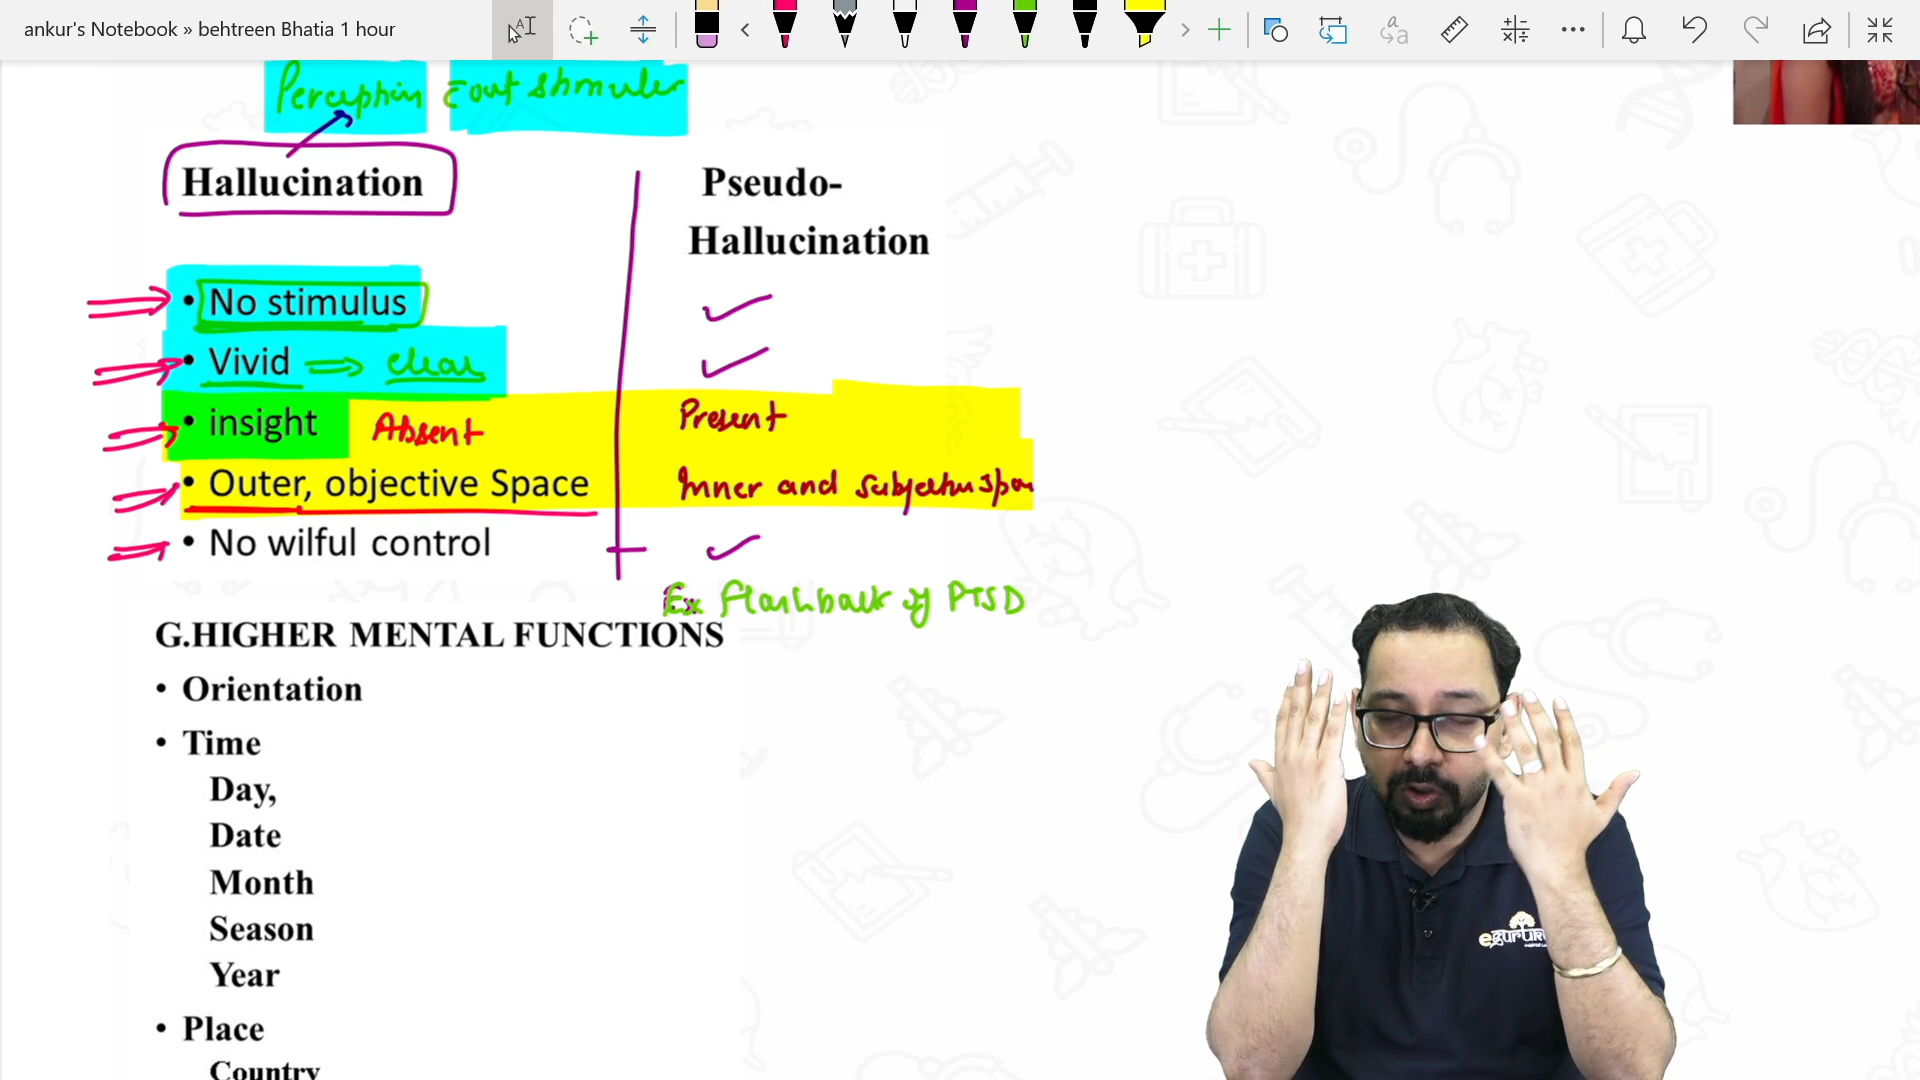 ankur's Notebook » behtreen Bhatia 1 hour
Perception c̄out stimulus
Hallucination
Pseudo-
Hallucination
• No stimulus
• Vivid ⇒ clear
• insight Absent Present
• Outer, objective Space Inner and subjective spa
• No wilful control
Ex Flashback of PTSD
G.HIGHER MENTAL FUNCTIONS
• Orientation
• Time
Day,
Date
Month
Season
Year
• Place
Country